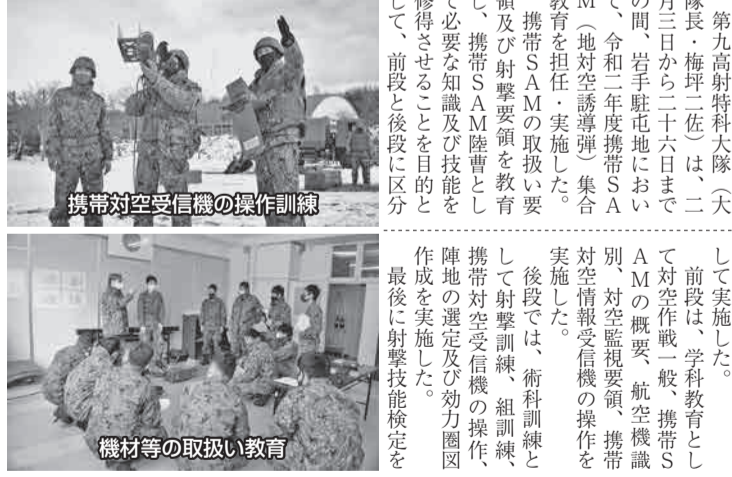 第九高射特科大隊（大
隊長・梅坪二佐）は、二
月三日から二十六日まで
の間、岩手駐屯地におい
て、令和二年度携帯SA
M（地対空誘導弾）集合
教育を担任・実施した。
携帯SAMの取扱い要
領及び射撃要領を教育
し、携帯SAM陸曹とし
て必要な知識及び技能を
修得させることを目的と
して、前段と後段に区分
して実施した。
前段は、学科教育とし
て対空作戦一般、携帯S
AMの概要、航空機識
別、対空監視要領、携帯
対空情報受信機の操作を
実施した。
後段では、術科訓練と
して射撃訓練、組訓練、
携帯対空受信機の操作、
陣地の選定及び効力圏図
作成を実施した。
最後に射撃技能検定を
携帯対空受信機の操作訓練
機材等の取扱い教育